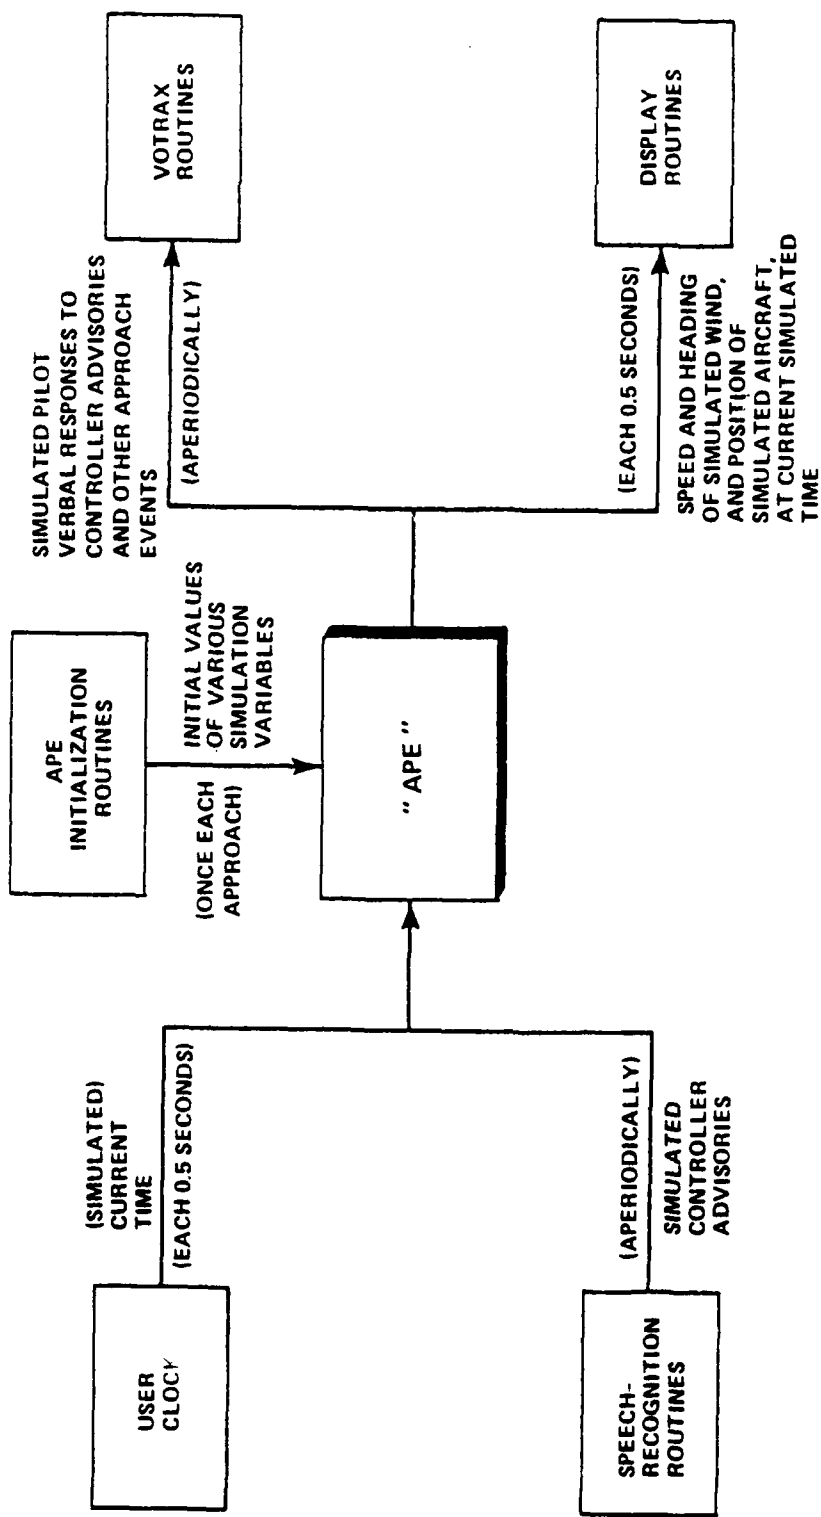 USER
CLOCK
(SIMULATED)
CURRENT
TIME
(EACH 0.5 SECONDS)
SPEECH-
RECOGNITION
ROUTINES
(APERIODICALLY)
SIMULATED
CONTROLLER
ADVISORIES
APE
INITIALIZATION
ROUTINES
(ONCE EACH
APPROACH)
INITIAL VALUES
OF VARIOUS
SIMULATION
VARIABLES
" APE "
SIMULATED PILOT
VERBAL RESPONSES TO
CONTROLLER ADVISORIES
AND OTHER APPROACH
EVENTS
(APERIODICALLY)
VOTRAX
ROUTINES
(EACH 0.5 SECONDS)
SPEED AND HEADING
OF SIMULATED WIND,
AND POSITION OF
SIMULATED AIRCRAFT,
AT CURRENT SIMULATED
TIME
DISPLAY
ROUTINES